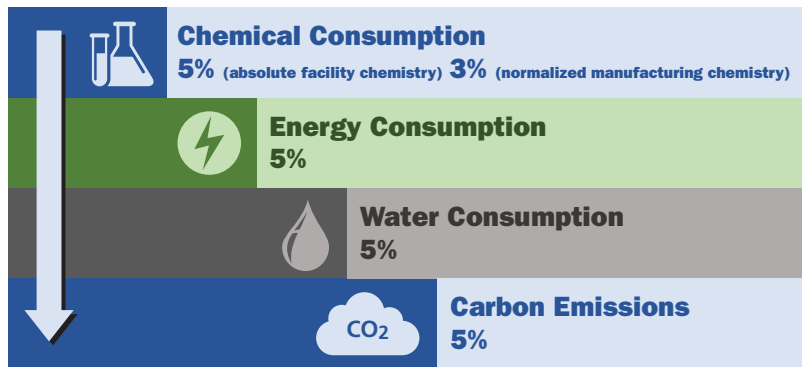 Chemical Consumption
5% (absolute facility chemistry) 3% (normalized manufacturing chemistry)
Energy Consumption
5%
Water Consumption
5%
CO2
Carbon Emissions
5%